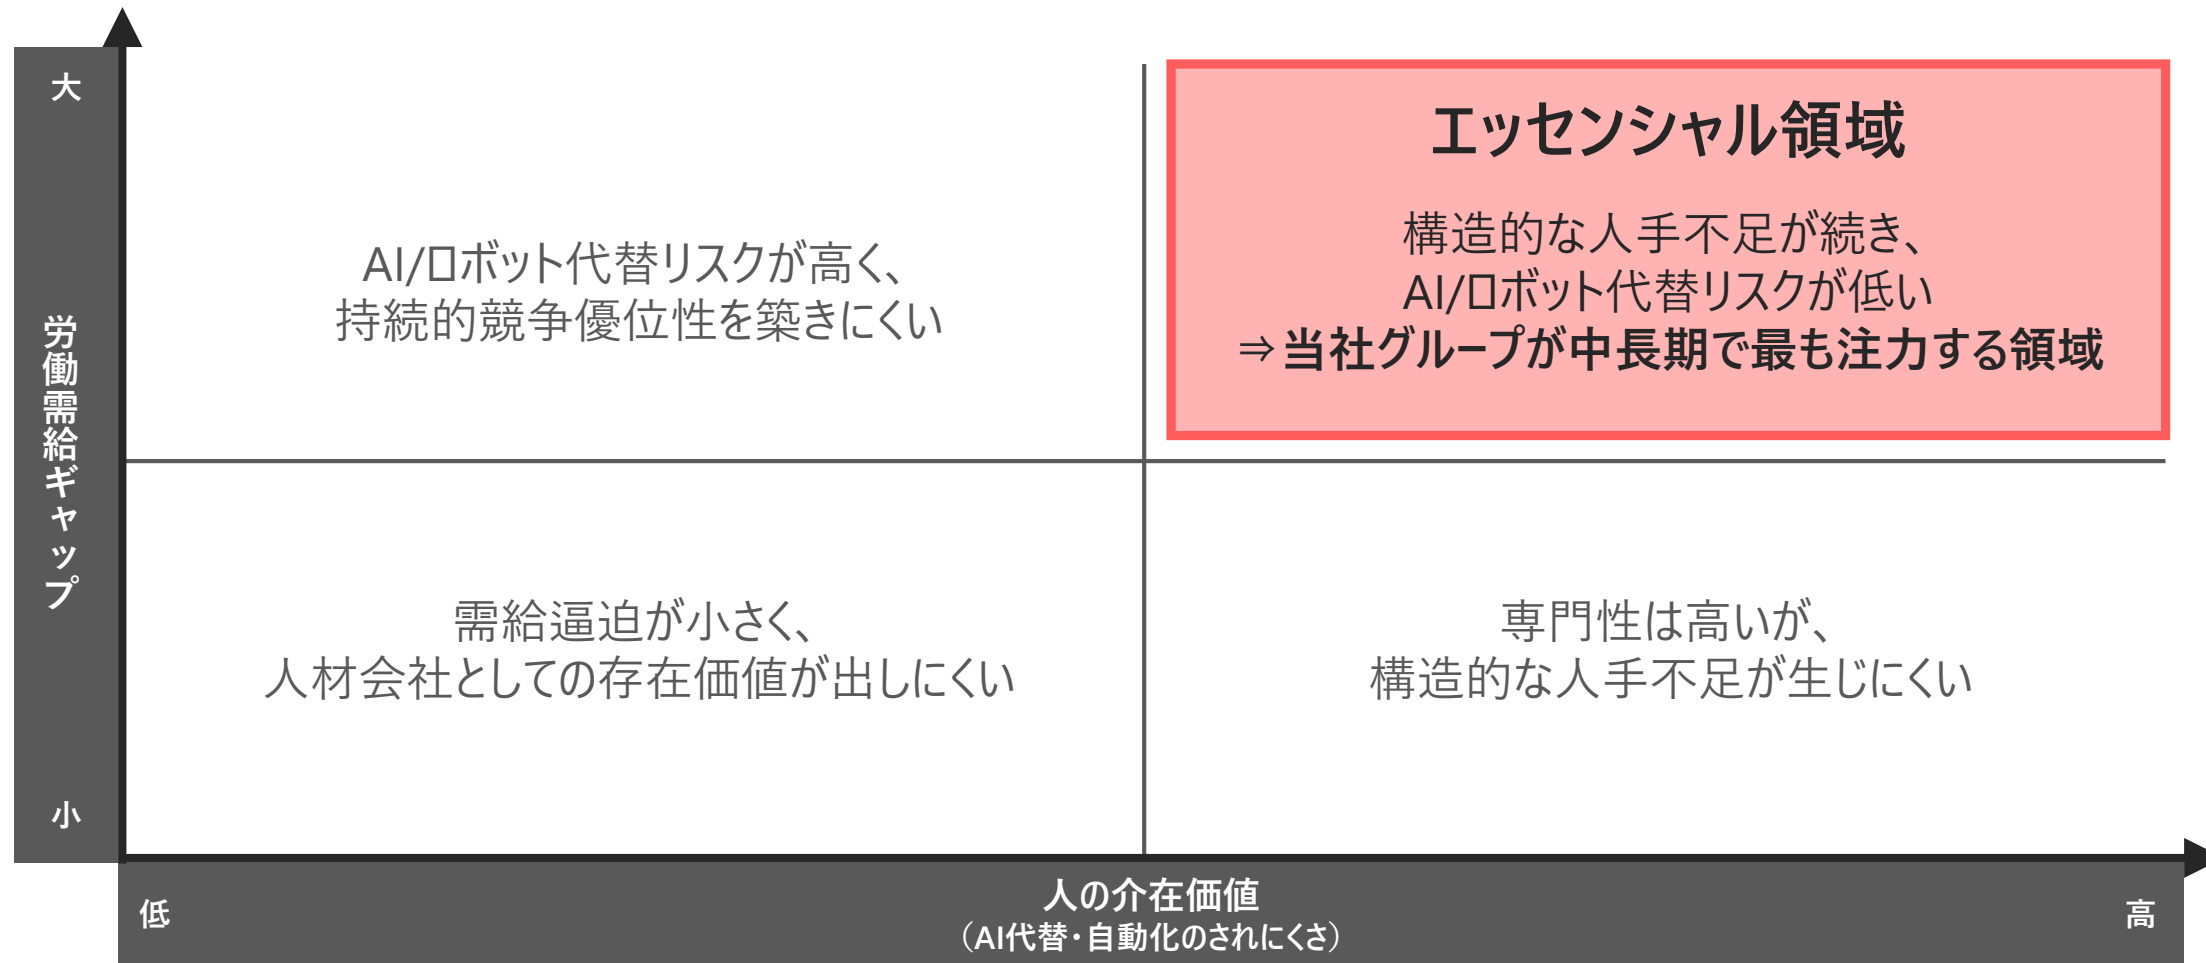 大
労働需給ギャップ
小
AI/ロボット代替リスクが高く、
持続的競争優位性を築きにくい
エッセンシャル領域
構造的な人手不足が続き、
AI/ロボット代替リスクが低い
⇒当社グループが中長期で最も注力する領域
需給逼迫が小さく、
人材会社としての存在価値が出しにくい
専門性は高いが、
構造的な人手不足が生じにくい
低
人の介在価値
（AI代替・自動化のされにくさ）
高